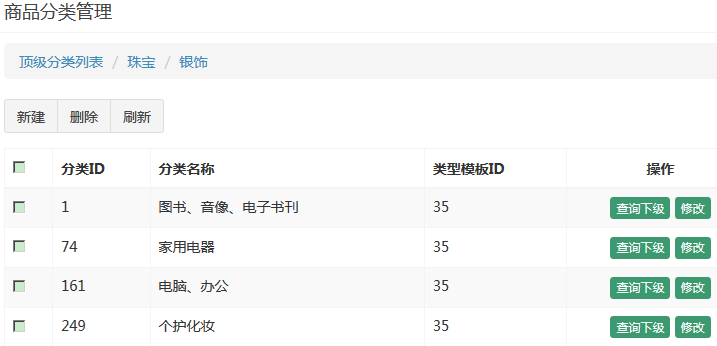 商品分类管理
顶级分类列表 / 珠宝 / 银饰
新建 删除 刷新
分类ID 分类名称 类型模板ID 操作
1 图书、音像、电子书刊 35 查询下级 修改
74 家用电器 35 查询下级 修改
161 电脑、办公 35 查询下级 修改
249 个护化妆 35 查询下级 修改